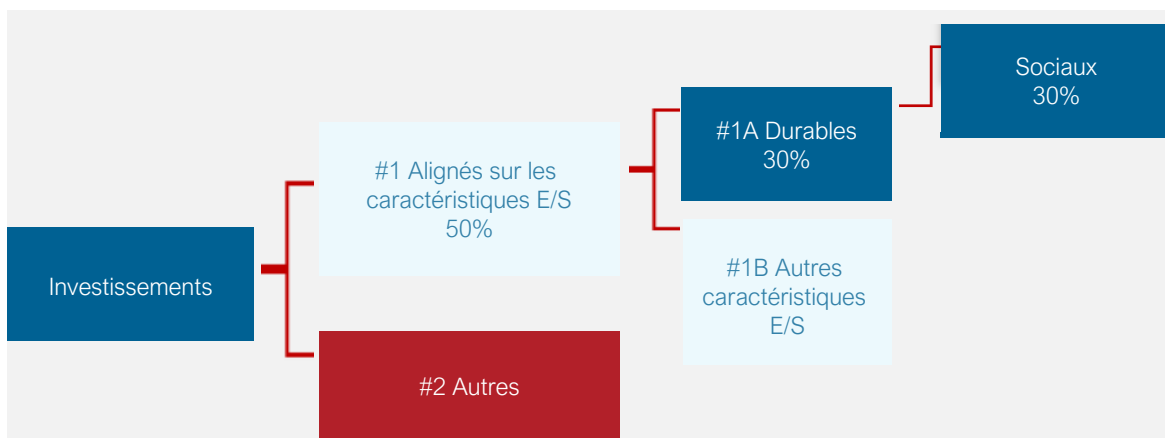 Investissements
#1 Alignés sur les
caractéristiques E/S
50%
#2 Autres
#1A Durables
30%
#1B Autres
caractéristiques
E/S
Sociaux
30%